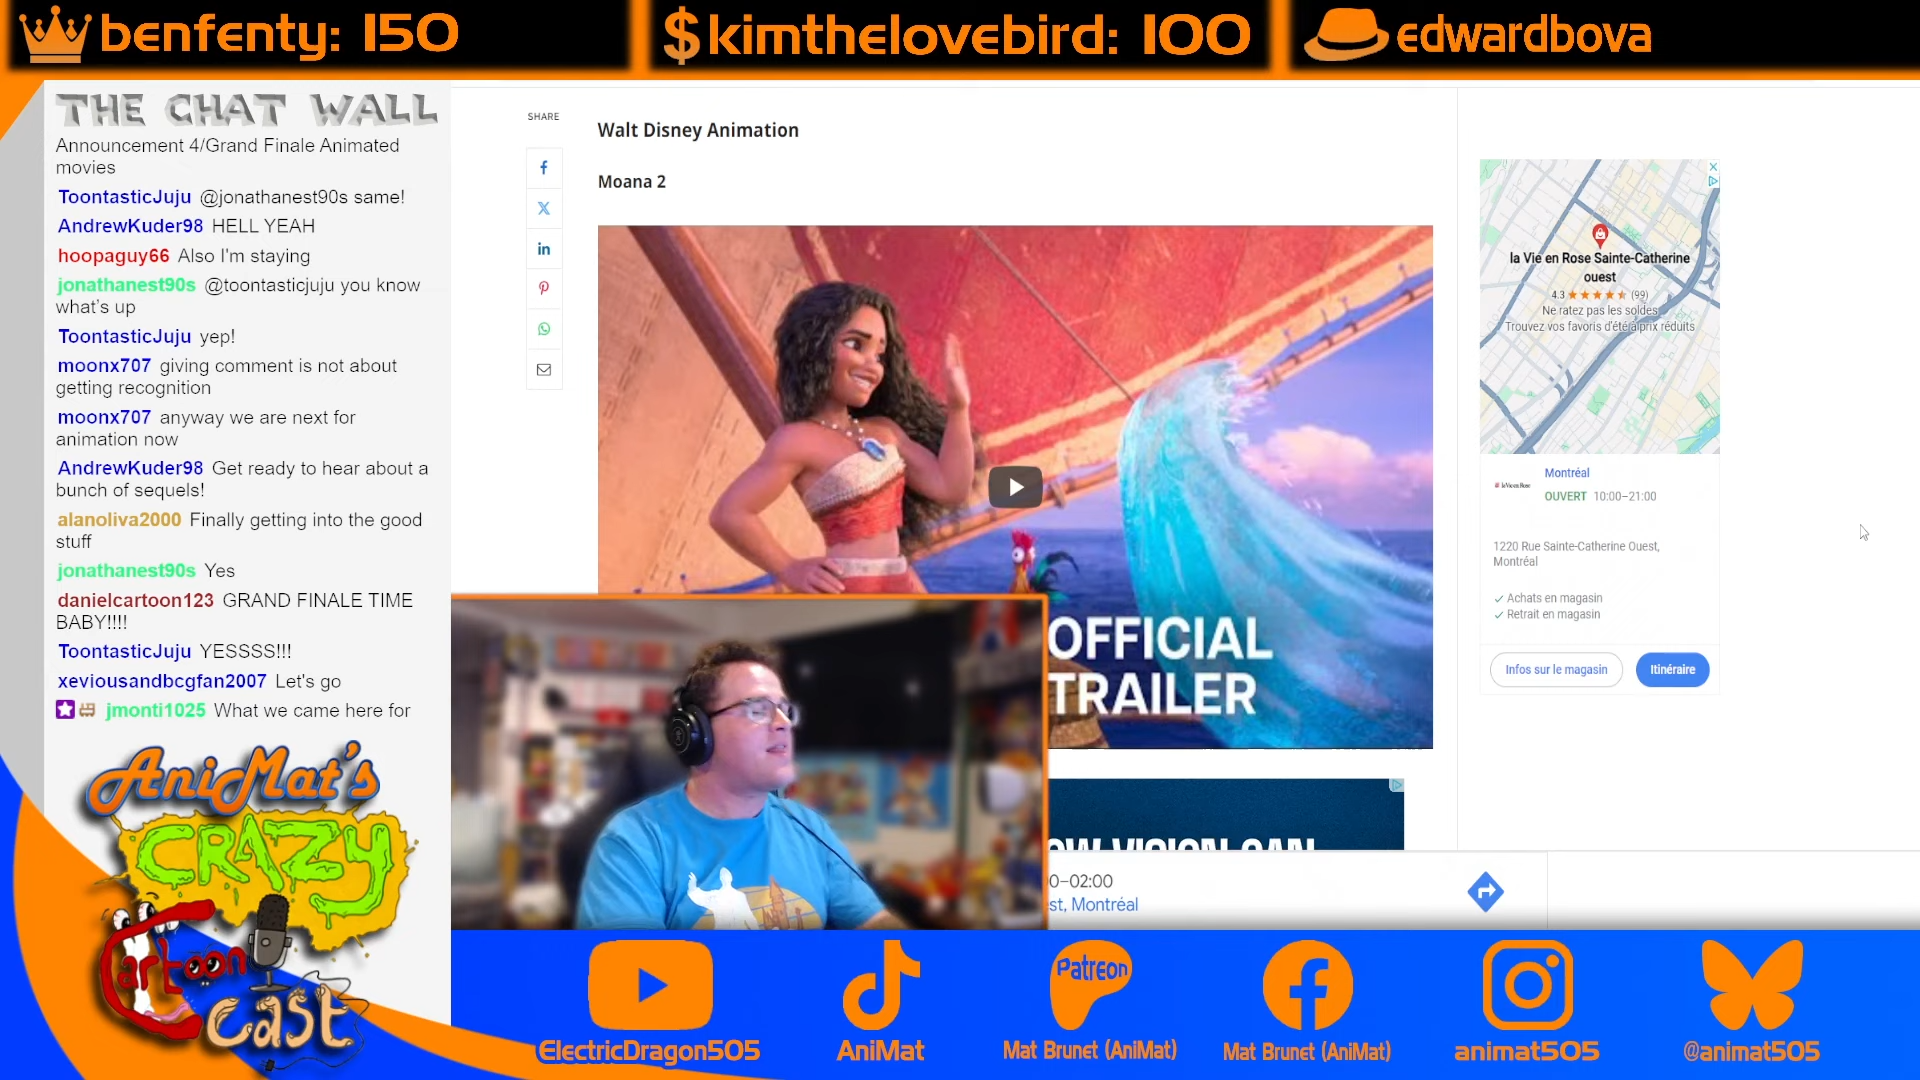 benfenty: 150
$kimthelovebird: 100
edwardbova
THE CHAT WALL
Announcement 4/Grand Finale Animated
movies
ToontasticJuju @jonathanest90s same!
AndrewKuder98 HELL YEAH
hoopaguy66 Also I'm staying
jonathanest90s @toontasticjuju you know
what's up
ToontasticJuju yep!
moonx707 giving comment is not about
getting recognition
moonx707 anyway we are next for
animation now
AndrewKuder98 Get ready to hear about a
bunch of sequels!
alanoliva2000 Finally getting into the good
stuff
jonathanest90s Yes
danielcartoon123 GRAND FINALE TIME
BABY!!!!
ToontasticJuju YESSSS!!!
xeviousandbcgfan2007 Let's go
jmonti1025 What we came here for
AniMat's
CRAZY
Cartoon
Cast
SHARE
Walt Disney Animation
Moana 2
OFFICIAL
TRAILER
la Vie en Rose Sainte-Catherine
ouest
4.3 (99)
Ne ratez pas les soldes
Trouvez vos favoris d'été à prix réduits
la Vie en Rose
Montréal
OUVERT 10:00–21:00
1220 Rue Sainte-Catherine Ouest,
Montréal
Achats en magasin
Retrait en magasin
Infos sur le magasin
Itinéraire
VISION CAN
0–02:00
st, Montréal
Patreon
ElectricDragon505
AniMat
Mat Brunet (AniMat)
Mat Brunet (AniMat)
animat505
@animat505